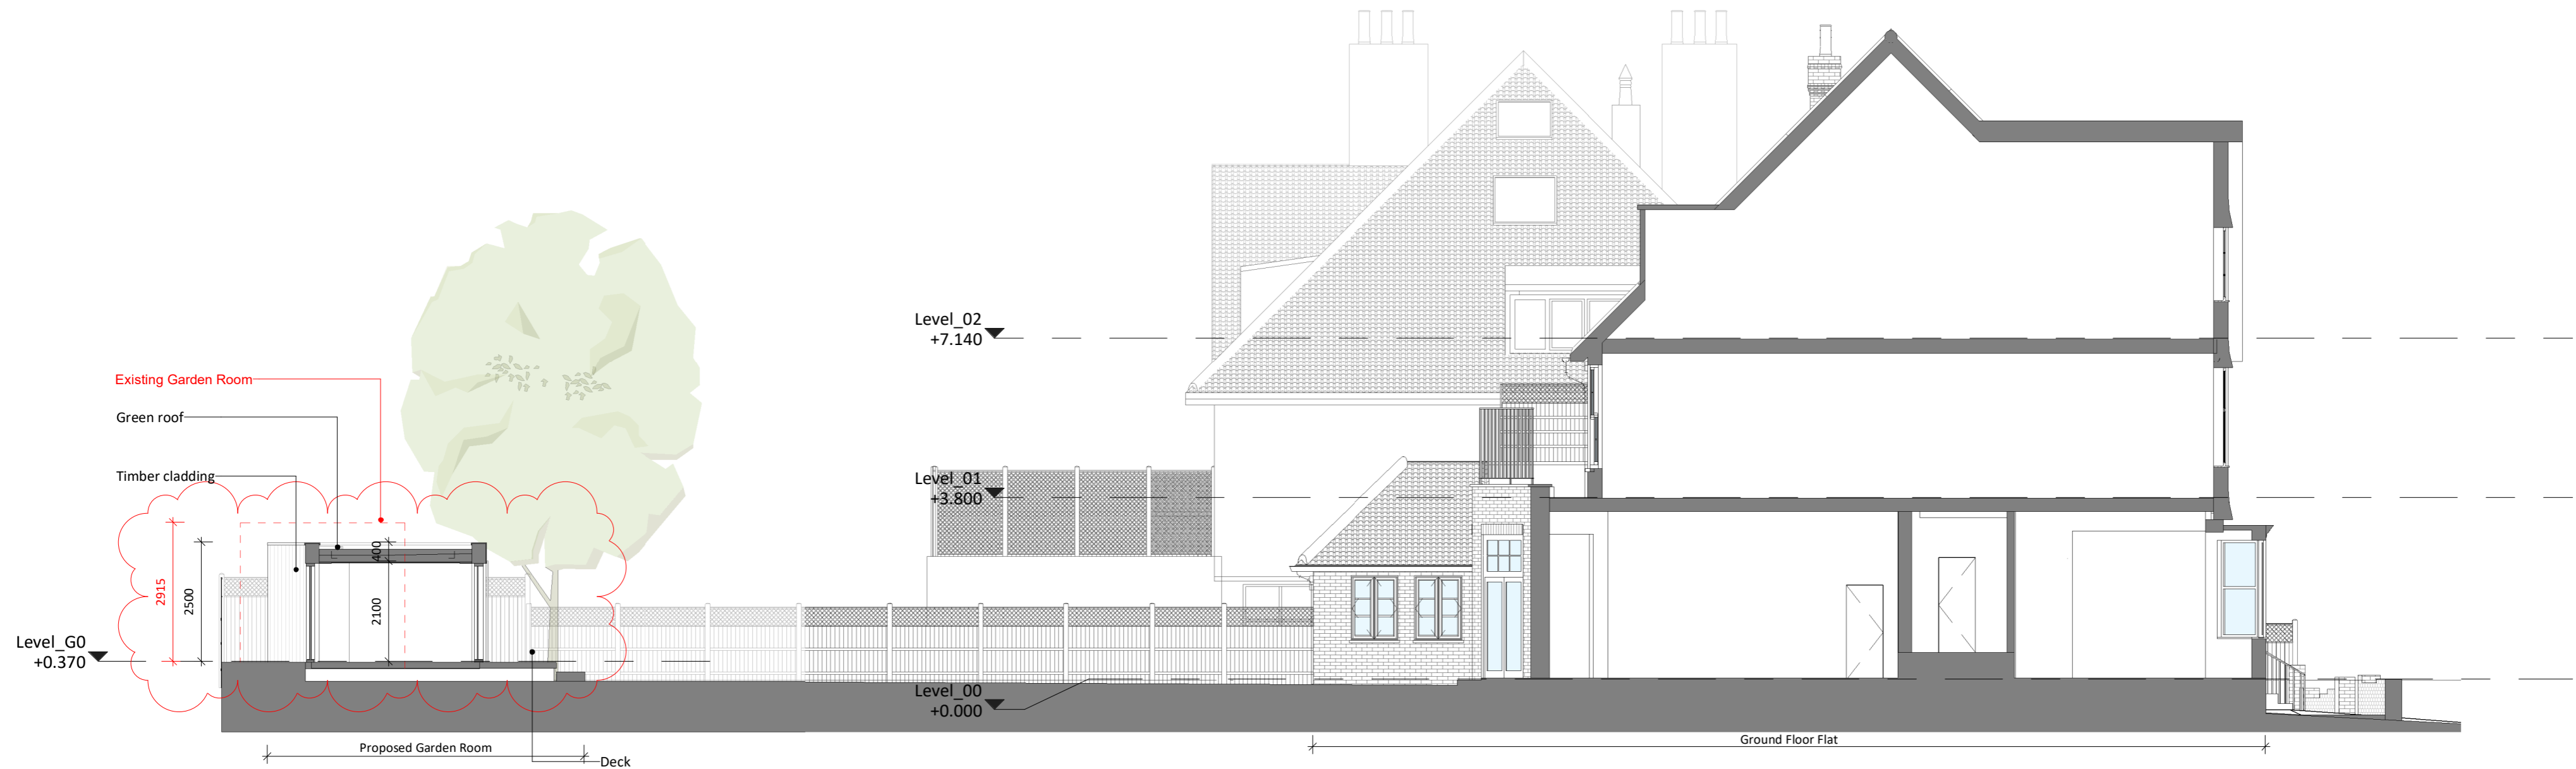 Level_02
+7.140
Existing Garden Room
Green roof
Timber cladding
Level_01
+3.800
400
2915
2500
2100
Level_G0
+0.370
Level_00
+0.000
Proposed Garden Room
Deck
Ground Floor Flat